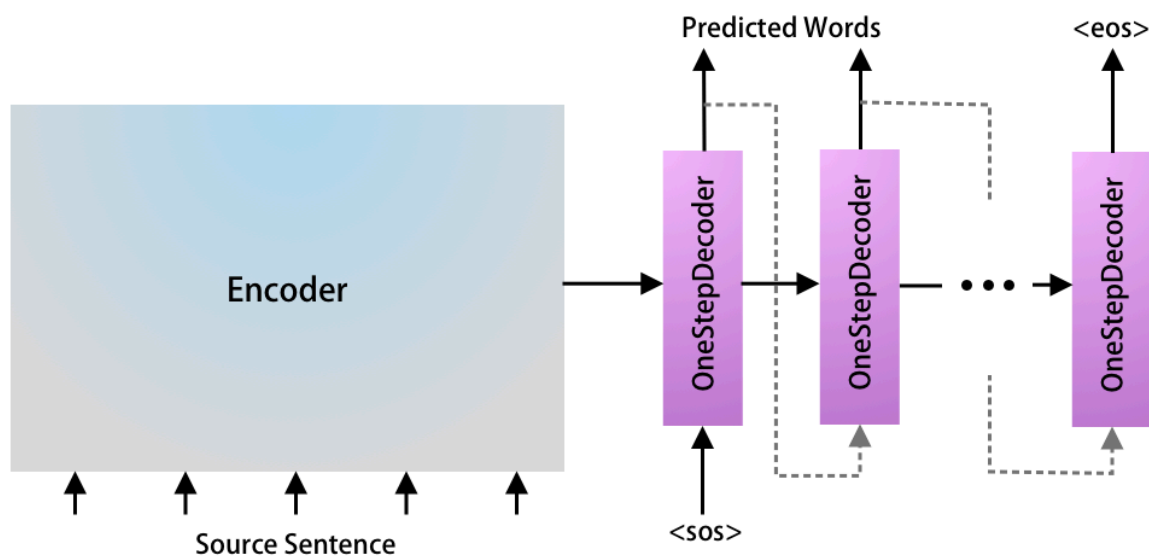 Predicted Words
<eos>
Encoder
OneStepDecoder
OneStepDecoder
OneStepDecoder
<sos>
Source Sentence